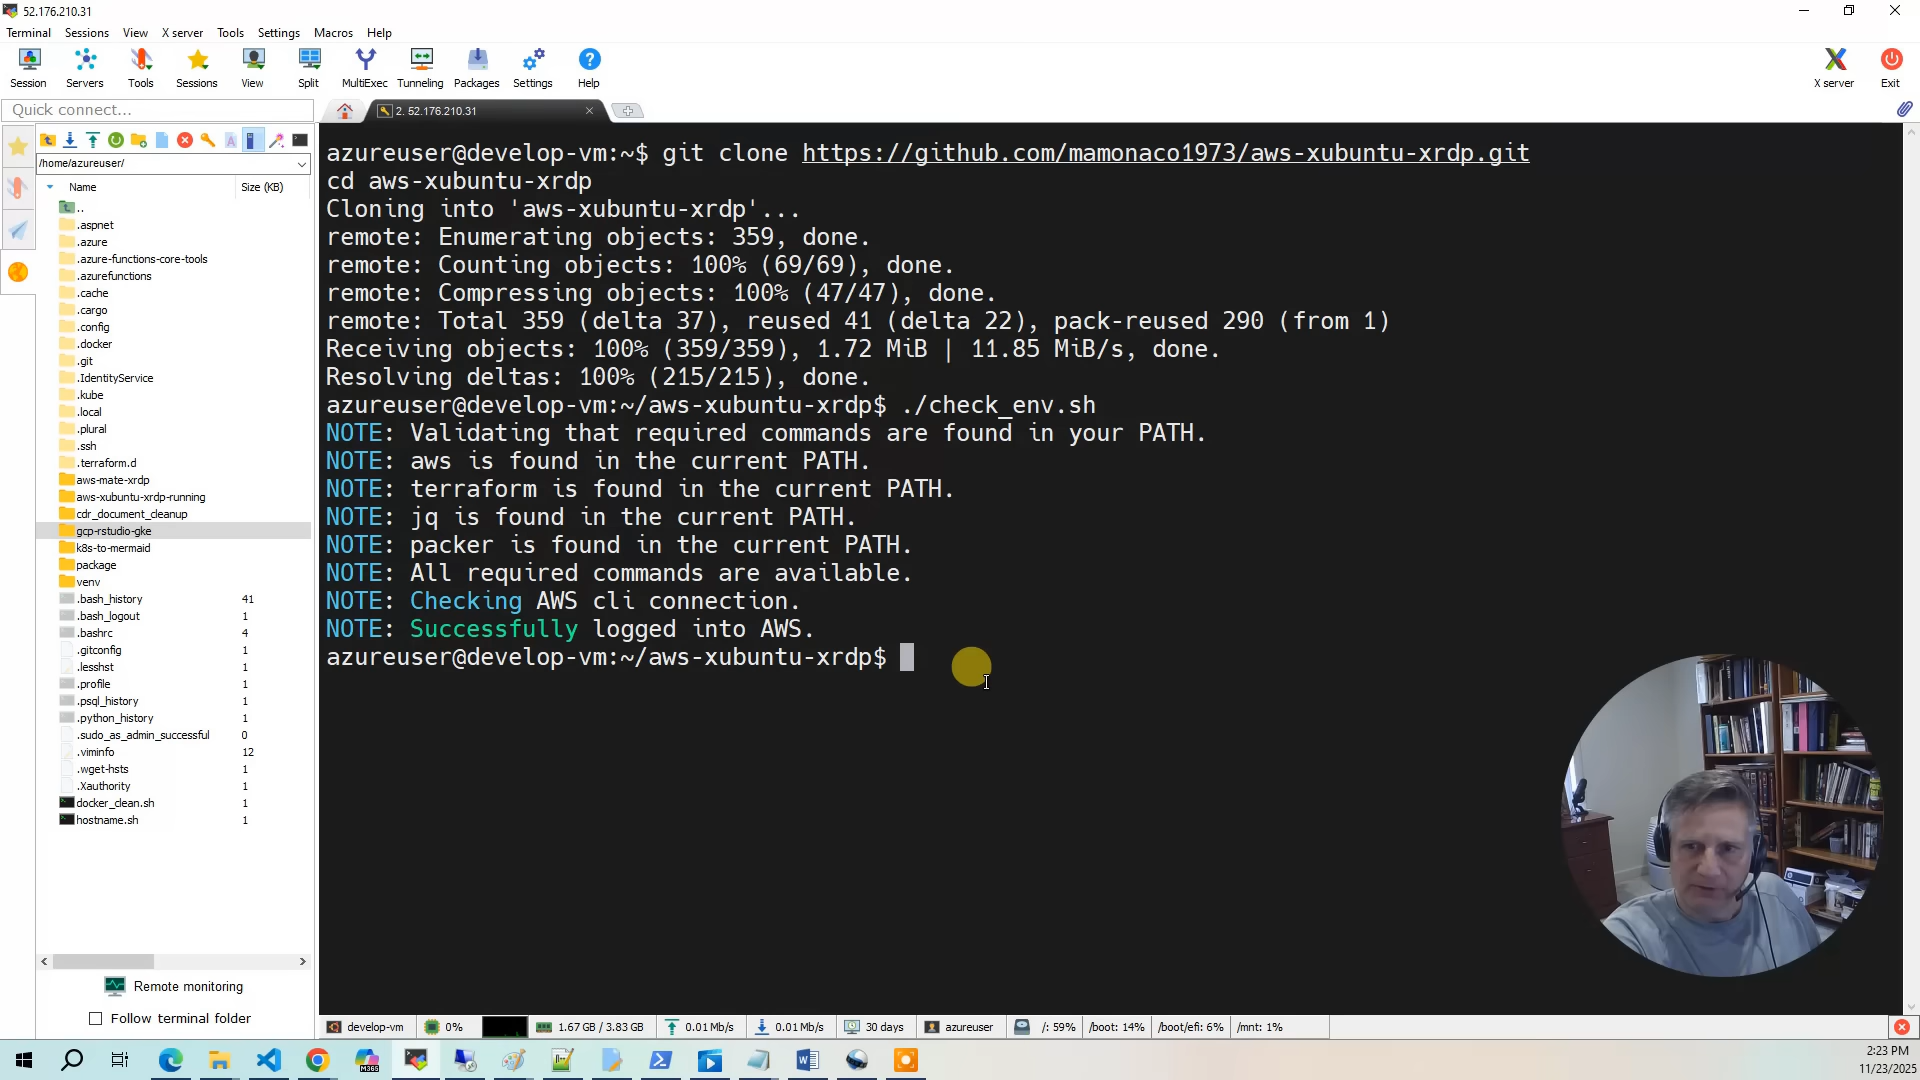 52.176.210.31
Terminal Sessions View X server Tools Settings Macros Help
Session Servers Tools Sessions View Split MultiExec Tunneling Packages Settings Help X server Exit
Quick connect...
2. 52.176.210.31
/home/azureuser/
Name Size (KB)
..
.aspnet
.azure
.azure-functions-core-tools
.azurefunctions
.cache
.cargo
.config
.docker
.git
.IdentityService
.kube
.local
.plural
.ssh
.terraform.d
aws-mate-xrdp
aws-xubuntu-xrdp-running
cdr_document_cleanup
gcp-rstudio-gke
k8s-to-mermaid
package
venv
.bash_history 41
.bash_logout 1
.bashrc 4
.gitconfig 1
.lesshst 1
.profile 1
.psql_history 1
.python_history 1
.sudo_as_admin_successful 0
.viminfo 12
.wget-hsts 1
.Xauthority 1
docker_clean.sh 1
hostname.sh 1
Remote monitoring
Follow terminal folder
azureuser@develop-vm:~$ git clone https://github.com/mamonaco1973/aws-xubuntu-xrdp.git
cd aws-xubuntu-xrdp
Cloning into 'aws-xubuntu-xrdp'...
remote: Enumerating objects: 359, done.
remote: Counting objects: 100% (69/69), done.
remote: Compressing objects: 100% (47/47), done.
remote: Total 359 (delta 37), reused 41 (delta 22), pack-reused 290 (from 1)
Receiving objects: 100% (359/359), 1.72 MiB | 11.85 MiB/s, done.
Resolving deltas: 100% (215/215), done.
azureuser@develop-vm:~/aws-xubuntu-xrdp$ ./check_env.sh
NOTE: Validating that required commands are found in your PATH.
NOTE: aws is found in the current PATH.
NOTE: terraform is found in the current PATH.
NOTE: jq is found in the current PATH.
NOTE: packer is found in the current PATH.
NOTE: All required commands are available.
NOTE: Checking AWS cli connection.
NOTE: Successfully logged into AWS.
azureuser@develop-vm:~/aws-xubuntu-xrdp$
develop-vm 0% 1.67 GB / 3.83 GB 0.01 Mb/s 0.01 Mb/s 30 days azureuser /: 59% /boot: 14% /boot/efi: 6% /mnt: 1%
M365
2:23 PM
11/23/2025